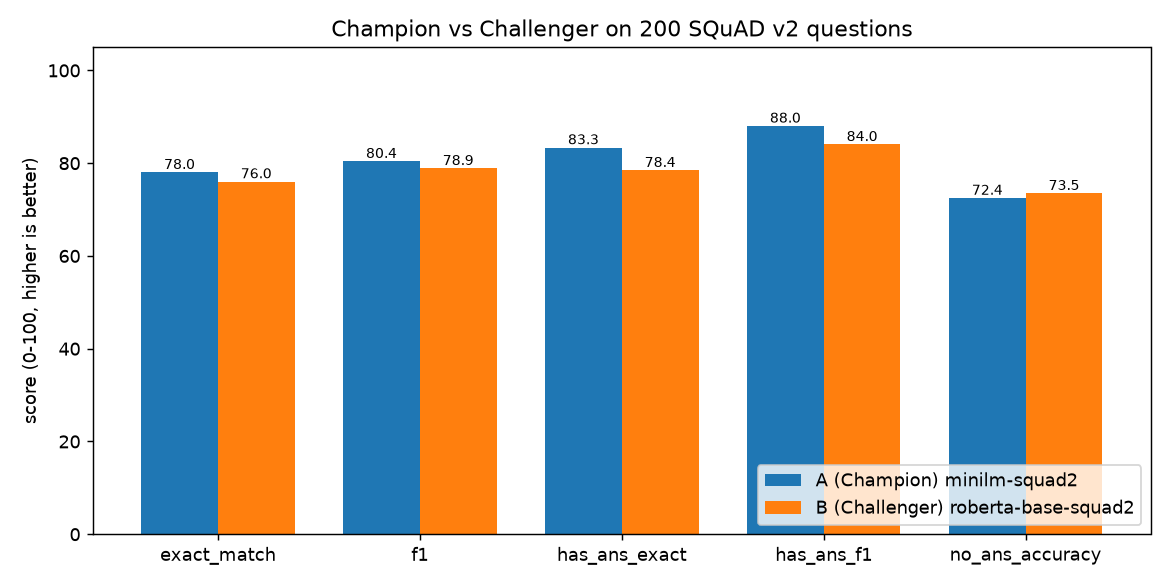 Champion vs Challenger on 200 SQuAD v2 questions
score (0-100, higher is better)
100
80
60
40
20
0
78.0
76.0
80.4
78.9
83.3
78.4
88.0
84.0
72.4
73.5
exact_match
f1
has_ans_exact
has_ans_f1
no_ans_accuracy
A (Champion) minilm-squad2
B (Challenger) roberta-base-squad2